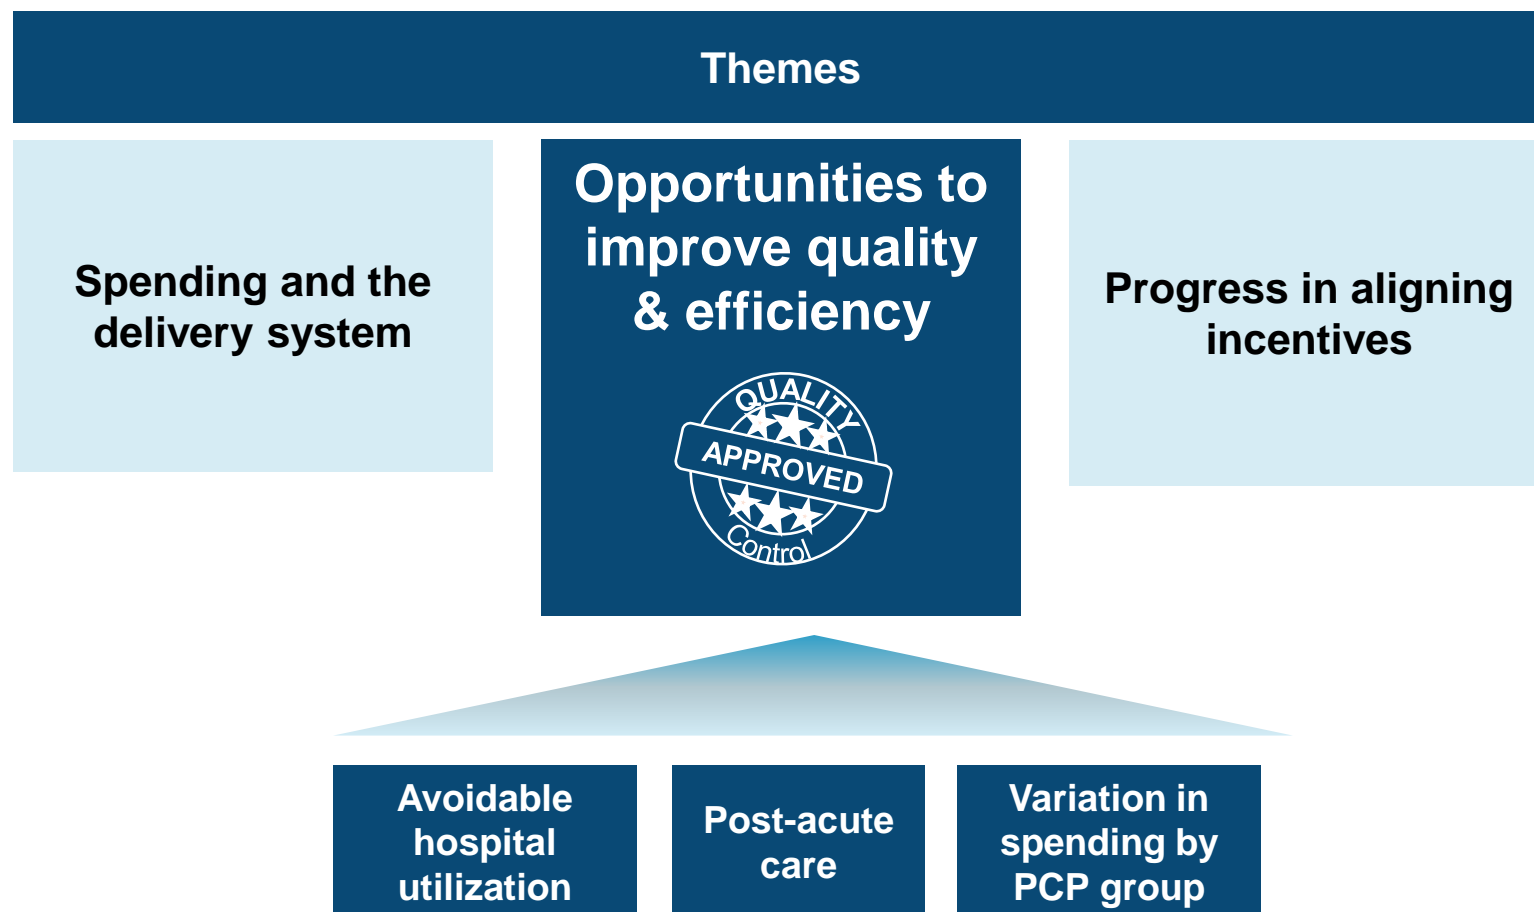 Themes
Spending and the
delivery system
Opportunities to
improve quality
& efficiency
QUALITY
APPROVED
Control
Progress in aligning
incentives
Avoidable
hospital
utilization
Post-acute
care
Variation in
spending by
PCP group